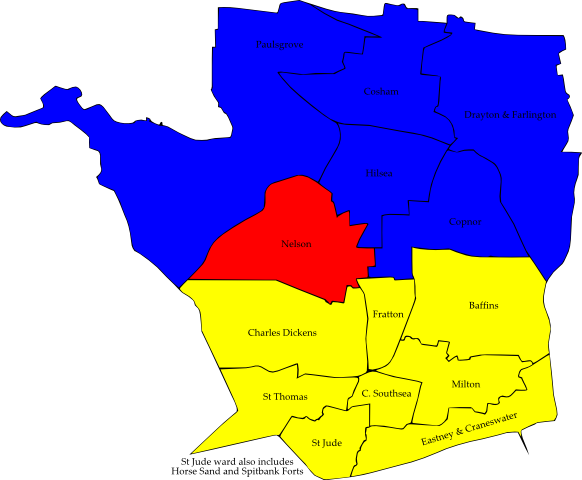 Paulsgrove
Cosham
Drayton & Farlington
Hilsea
Copnor
Nelson
Baffins
Fratton
Charles Dickens
Milton
C. Southsea
St Thomas
Eastney & Craneswater
St Jude
St Jude ward also includes
Horse Sand and Spitbank Forts